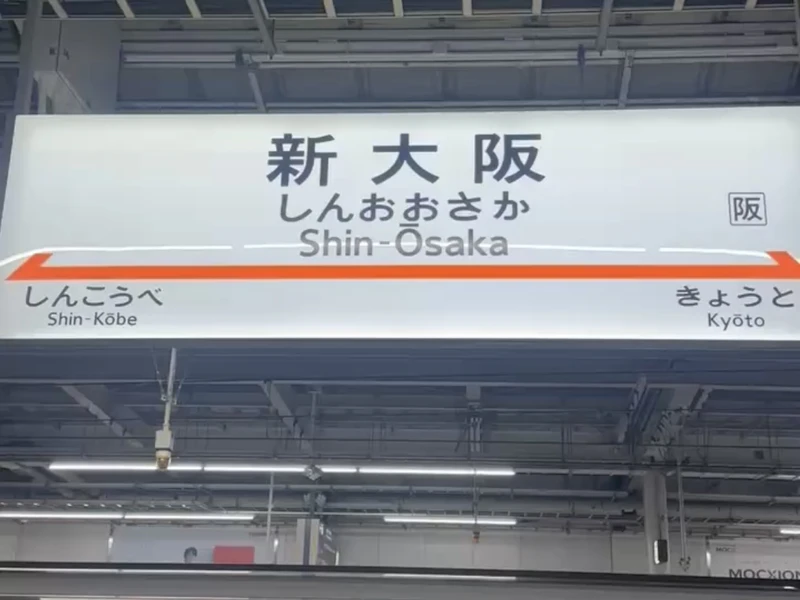 新大阪
しんおおさか
Shin-Ōsaka
阪
しんこうべ
Shin-Kōbe
きょうと
Kyōto
MOCXION